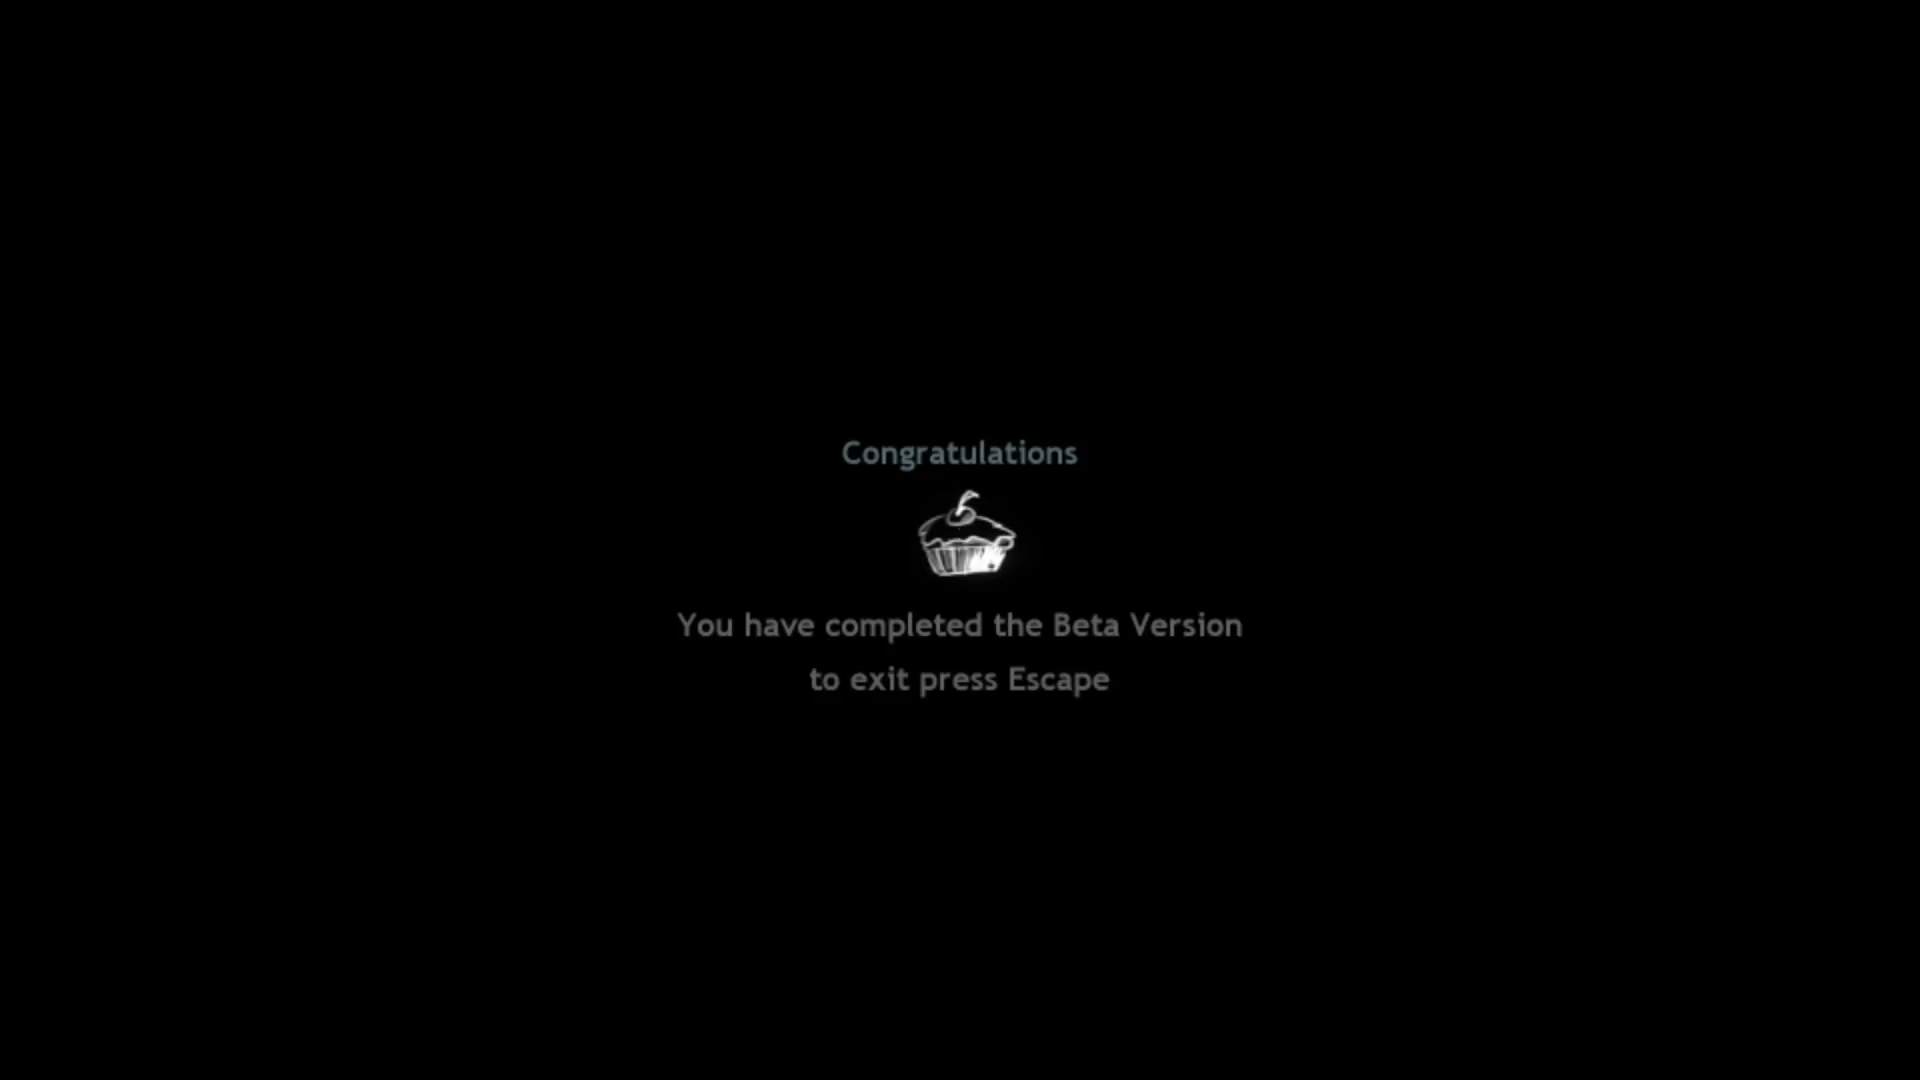 Congratulations
You have completed the Beta Version
to exit press Escape